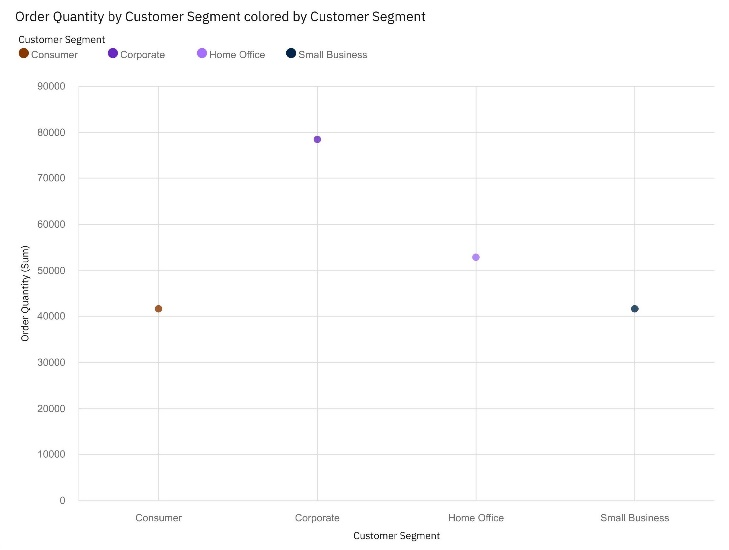 Order Quantity by Customer Segment colored by Customer Segment
Customer Segment
Consumer Corporate Home Office Small Business
90000
80000
70000
60000
50000
40000
30000
20000
10000
0
Order Quantity (Sum)
Consumer Corporate Home Office Small Business
Customer Segment